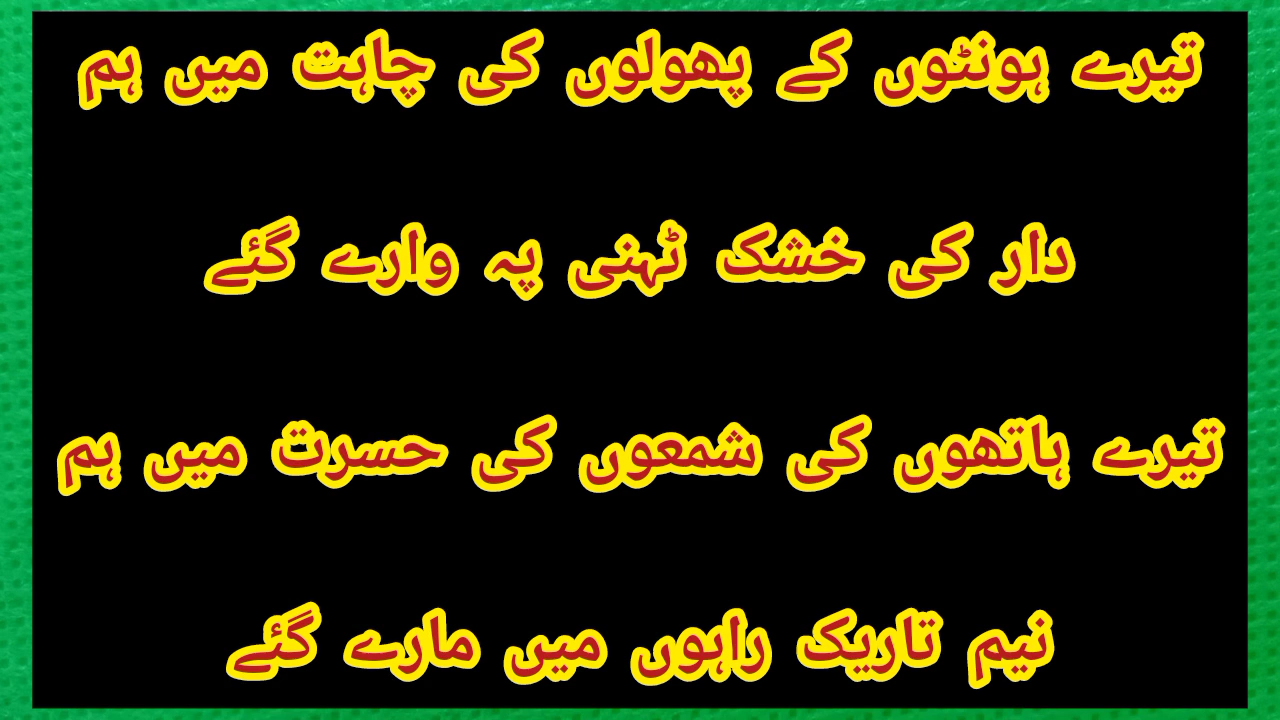 تیرے ہونٹوں کے پھولوں کی چاہت میں ہم
دار کی خشک ٹہنی پہ وارے گئے
تیرے ہاتھوں کی شمعوں کی حسرت میں ہم
نیم تاریک راہوں میں مارے گئے